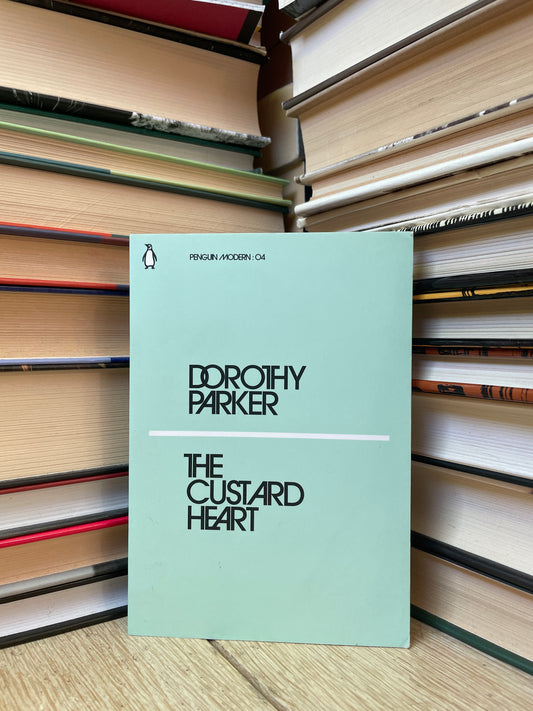 PENGUIN MODERN : 04
DOROTHY
PARKER
THE
CUSTARD
HEART